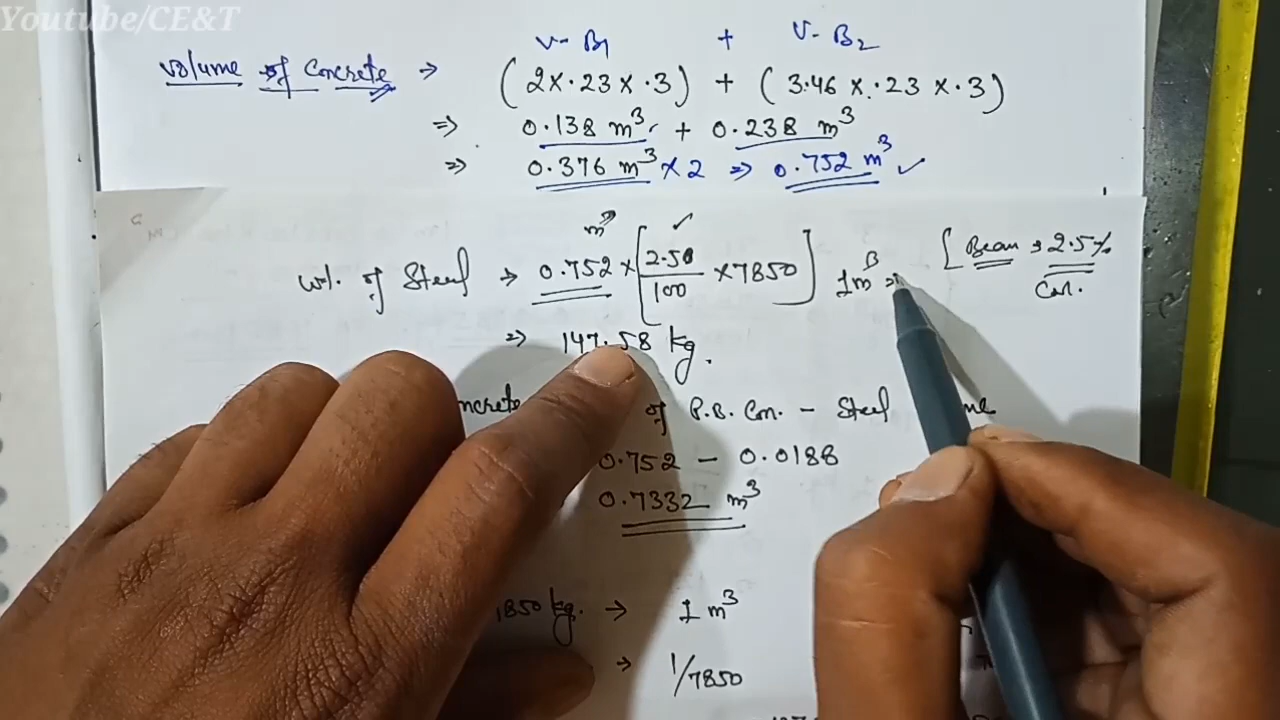 Youtube/CE&T
V- B1 + V- B2
Volume of Concrete → (2×.23×.3) + (3.46×.23×.3)
⇒ 0.138 m³ + 0.238 m³
⇒ 0.376 m³ × 2 ⇒ 0.752 m³ ✓
m³ ✓
wt. of Steel → 0.752 × [2.50/100 ×7850] 1m³ ⇒ [Beam → 2.5%
Con.
⇒ 147.58 kg.
of P.B. Con. – Steel
0.752 – 0.0188
0.7332 m³
7850 kg. → 1 m³
→ 1/7850